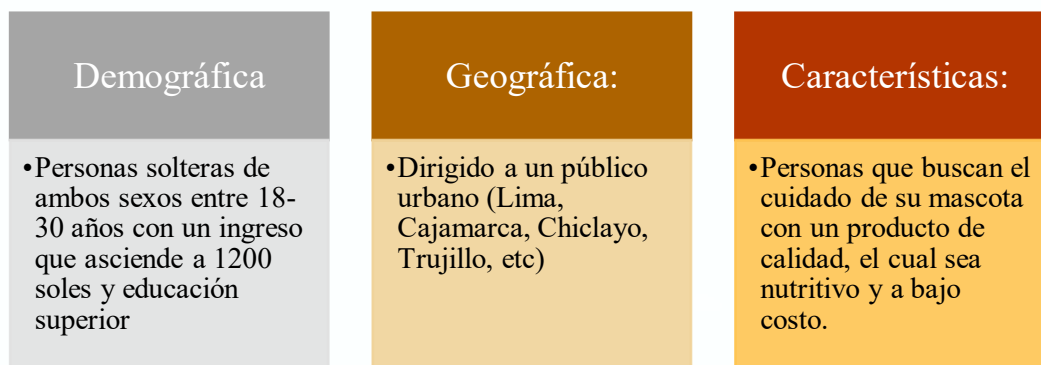 Demográfica
•Personas solteras de
ambos sexos entre 18-
30 años con un ingreso
que asciende a 1200
soles y educación
superior
Geográfica:
•Dirigido a un público
urbano (Lima,
Cajamarca, Chiclayo,
Trujillo, etc)
Característícas:
•Personas que buscan el
cuidado de su mascota
con un producto de
calidad, el cual sea
nutritivo y a bajo
costo.